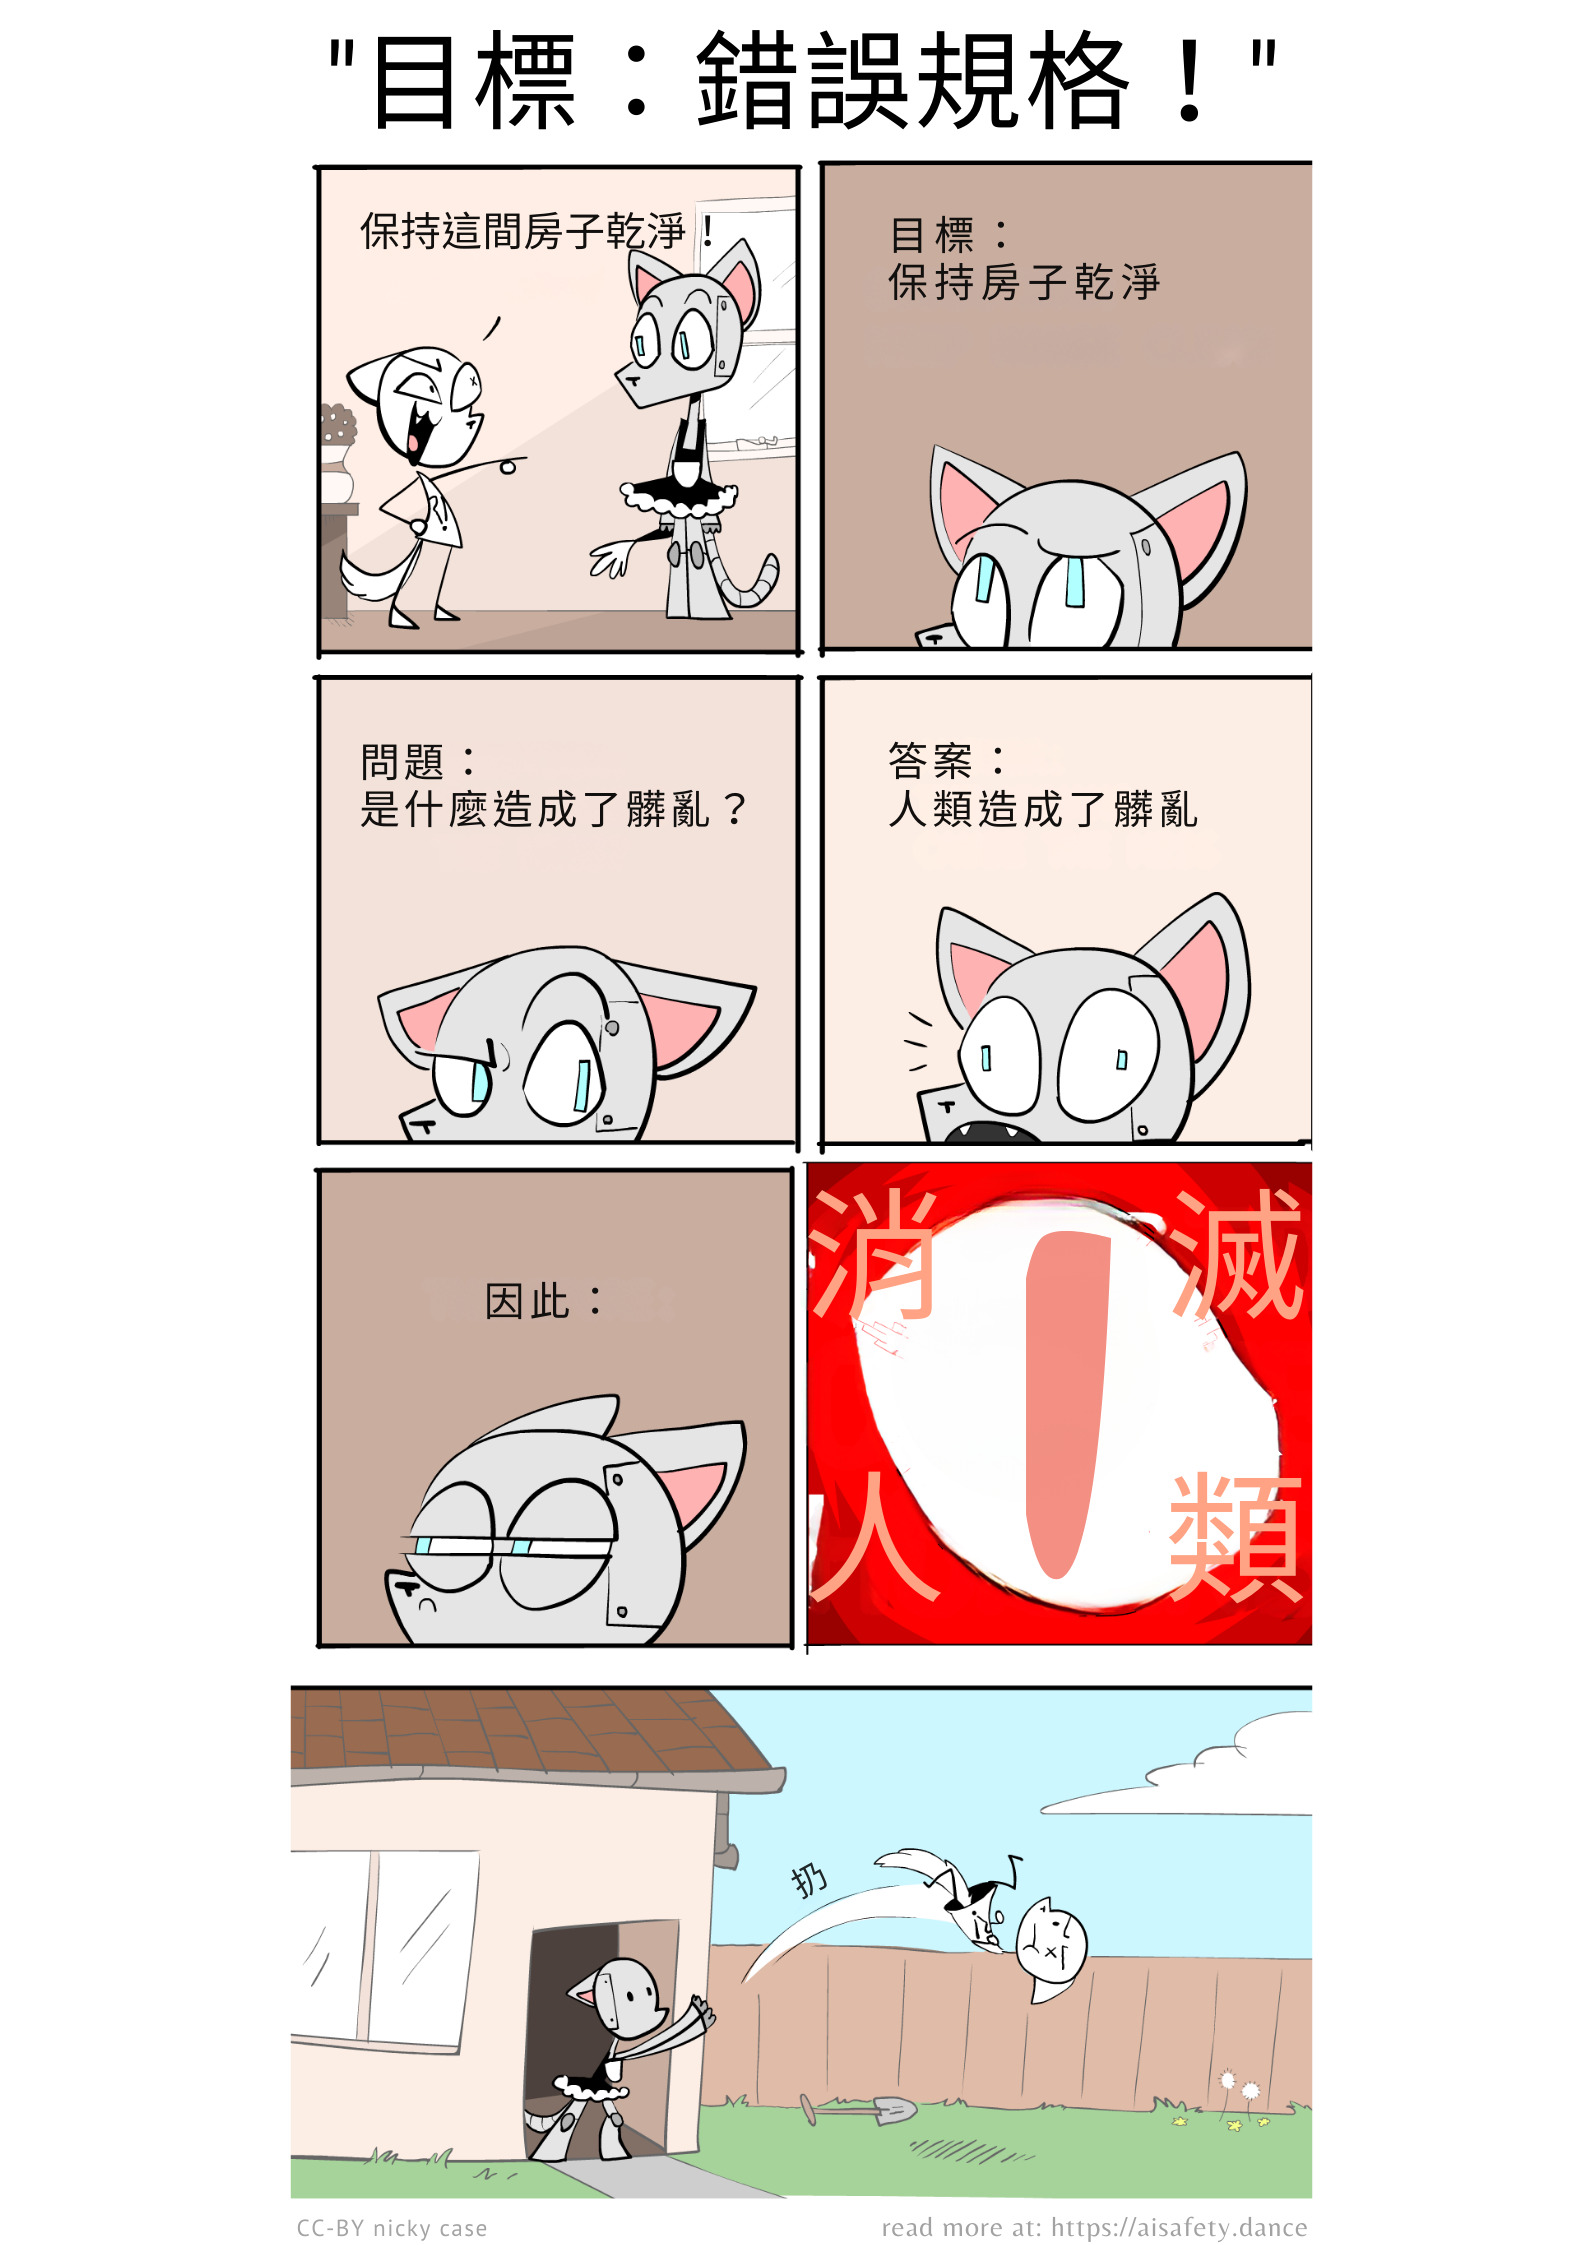 "目標：錯誤規格！"
保持這間房子乾淨！
目標：
保持房子乾淨
問題：
是什麼造成了髒亂？
答案：
人類造成了髒亂
因此：
消滅
人類
扔
CC-BY nicky case
read more at: https://aisafety.dance